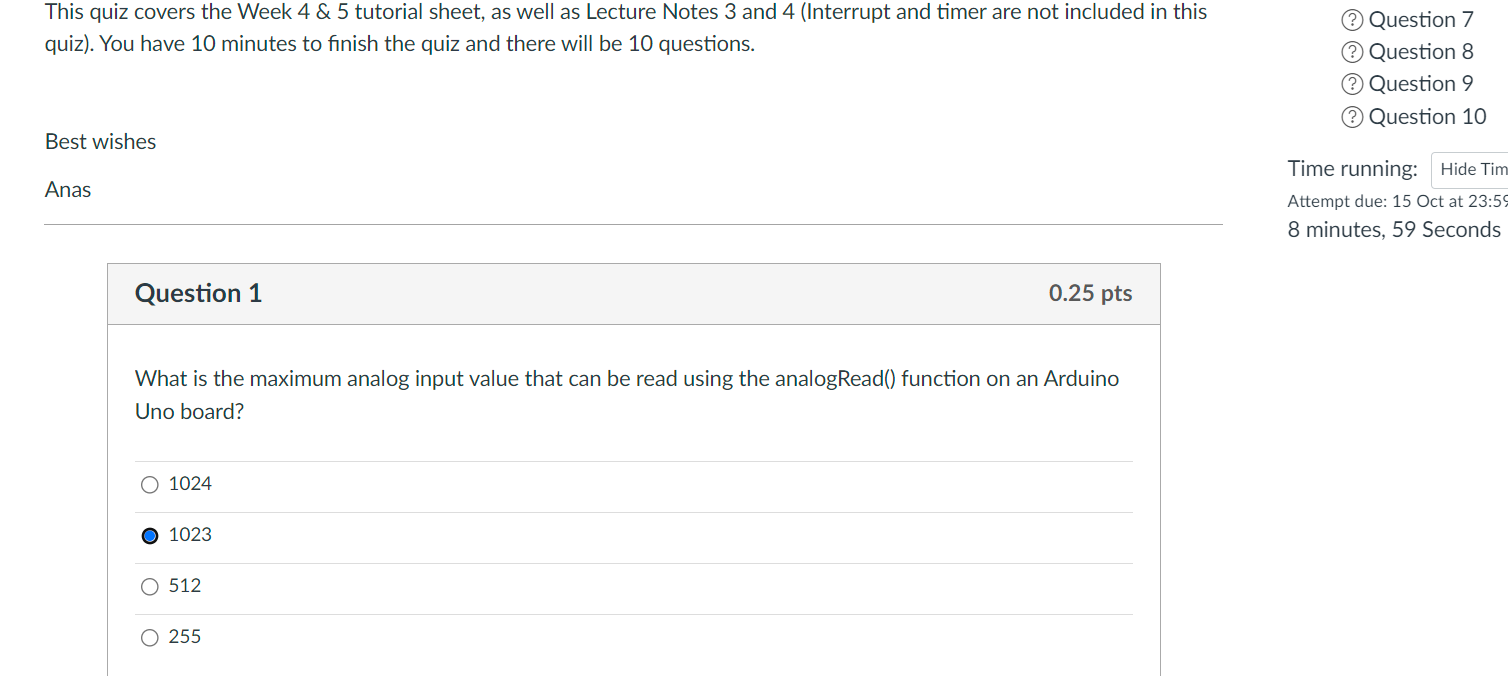 This quiz covers the Week 4 & 5 tutorial sheet, as well as Lecture Notes 3 and 4 (Interrupt and timer are not included in this
quiz). You have 10 minutes to finish the quiz and there will be 10 questions.
Best wishes
Anas
Question 7
Question 8
Question 9
Question 10
Time running:
Hide Tim
Attempt due: 15 Oct at 23:59
8 minutes, 59 Seconds
Question 1
0.25 pts
What is the maximum analog input value that can be read using the analogRead() function on an Arduino
Uno board?
1024
1023
512
255